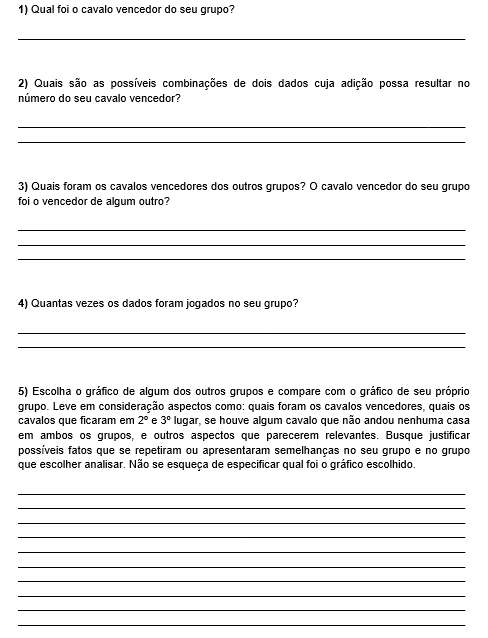 1) Qual foi o cavalo vencedor do seu grupo?
2) Quais são as possíveis combinações de dois dados cuja adição possa resultar no
número do seu cavalo vencedor?
3) Quais foram os cavalos vencedores dos outros grupos? O cavalo vencedor do seu grupo
foi o vencedor de algum outro?
4) Quantas vezes os dados foram jogados no seu grupo?
5) Escolha o gráfico de algum dos outros grupos e compare com o gráfico de seu próprio
grupo. Leve em consideração aspectos como: quais foram os cavalos vencedores, quais os
cavalos que ficaram em 2º e 3º lugar, se houve algum cavalo que não andou nenhuma casa
em ambos os grupos, e outros aspectos que parecerem relevantes. Busque justificar
possíveis fatos que se repetiram ou apresentaram semelhanças no seu grupo e no grupo
que escolher analisar. Não se esqueça de especificar qual foi o gráfico escolhido.